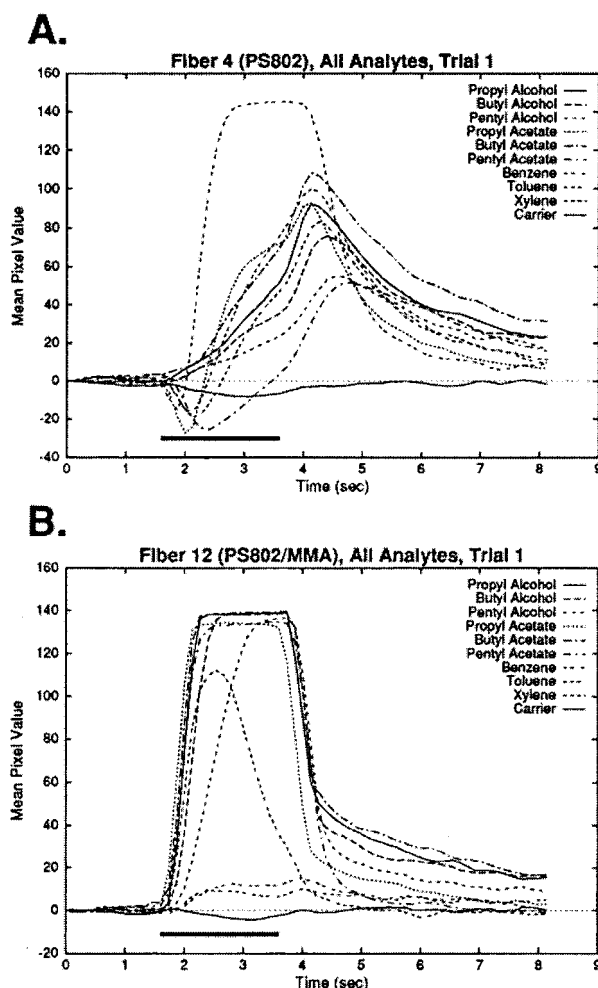 A.
Fiber 4 (PS802), All Analytes, Trial 1
160
140
120
100
80
60
40
20
0
-20
-40
Mean Pixel Value
Propyl Alcohol
Butyl Alcohol
Pentyl Alcohol
Propyl Acetate
Butyl Acetate
Pentyl Acetate
Benzene
Toluene
Xylene
Carrier
0 1 2 3 4 5 6 7 8 9
Time (sec)
B.
Fiber 12 (PS802/MMA), All Analytes, Trial 1
160
140
120
100
80
60
40
20
0
-20
Mean Pixel Value
Propyl Alcohol
Butyl Alcohol
Pentyl Alcohol
Propyl Acetate
Butyl Acetate
Pentyl Acetate
Benzene
Toluene
Xylene
Carrier
0 1 2 3 4 5 6 7 8 9
Time (sec)